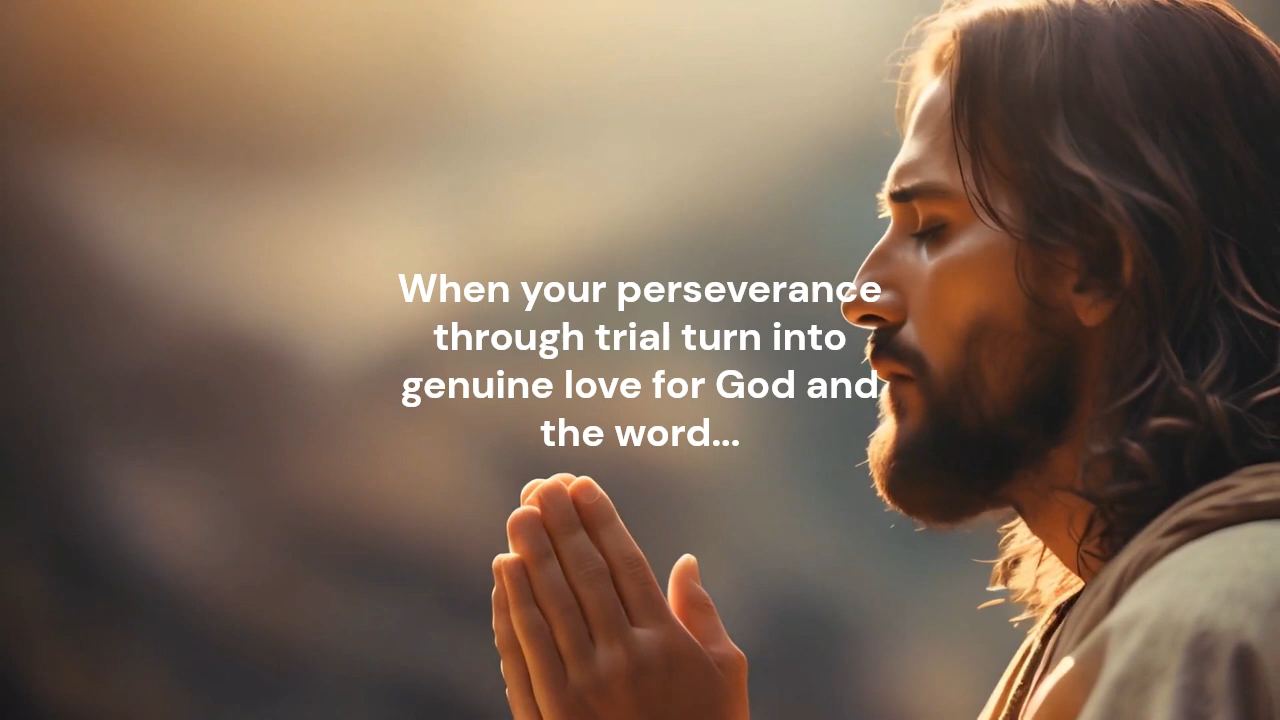 When your perseverance
through trial turn into
genuine love for God and
the word...